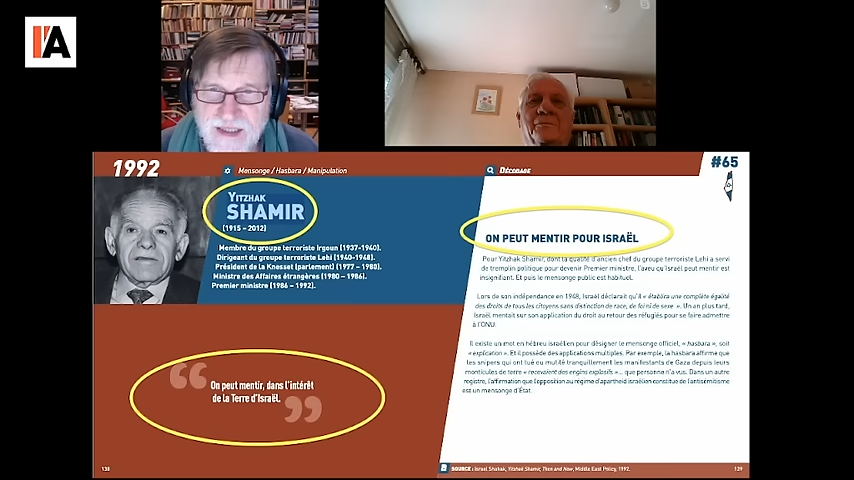 I'A
1992
Mensonge / Hasbara / Manipulation
Décodage
#65
YITZHAK
SHAMIR
(1915 - 2012)
Membre du groupe terroriste Irgoun (1937-1940).
Dirigeant du groupe terroriste Lehi (1940-1948).
Président de la Knesset (parlement) (1977 – 1980).
Ministre des Affaires étrangères (1980 – 1986).
Premier ministre (1986 – 1992).
“ On peut mentir, dans l'intérêt
de la Terre d'Israël. ”
ON PEUT MENTIR POUR ISRAËL
Pour Yitzhak Shamir, dont la qualité d'ancien chef du groupe terroriste Lehi a servi
de tremplin politique pour devenir Premier ministre, l'aveu qu'Israël peut mentir est
insignifiant. Et puis le mensonge public est habituel.
Lors de son indépendance en 1948, Israël déclarait qu'il « établira une complète égalité
des droits de tous les citoyens sans distinction de race, de foi ni de sexe ». Un an plus tard,
Israël mentait sur son application du droit au retour des réfugiés pour se faire admettre
à l'ONU.
Il existe un mot en hébreu israélien pour désigner le mensonge officiel, « hasbara », soit
« explication ». Et il possède des applications multiples. Par exemple, la hasbara affirme que
les snipers qui ont tué ou mutilé tranquillement les manifestants de Gaza depuis leurs
monticules de terre « recevaient des engins explosifs »... que personne n'a vus. Dans un autre
registre, l'affirmation que l'opposition au régime d'apartheid israélien constitue de l'antisémitisme
est un mensonge d'État.
138
SOURCE : Israel Shahak, Yitzhak Shamir, Then and Now, Middle East Policy, 1992.
139